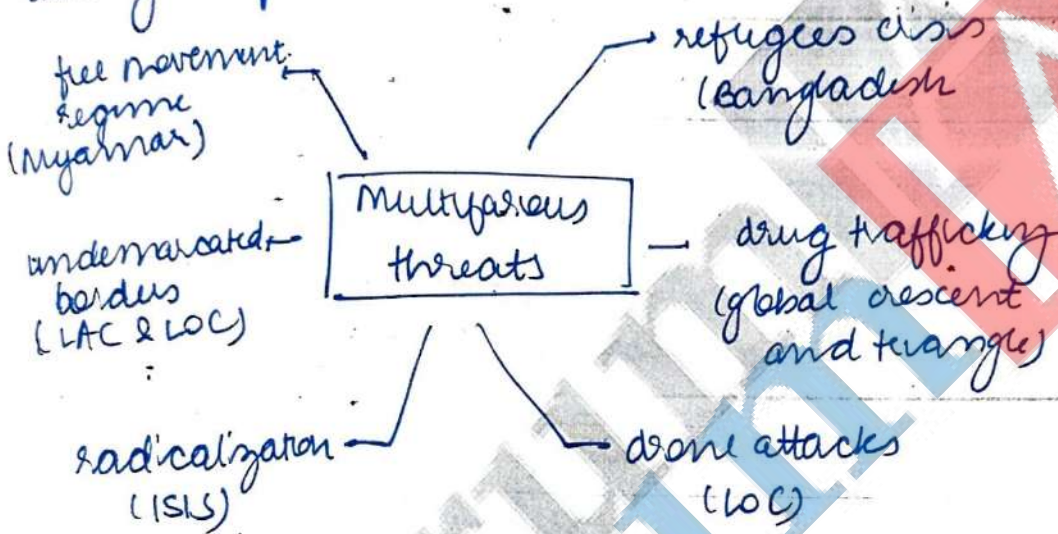 free movement
regime
(Myanmar)
refugees crisis
(Bangladesh
Multifarious
threats
undemarcated
borders
(LAC & LOC)
drug trafficking
(global crescent
and triangle)
radicalization
(ISIS)
drone attacks
(LOC)